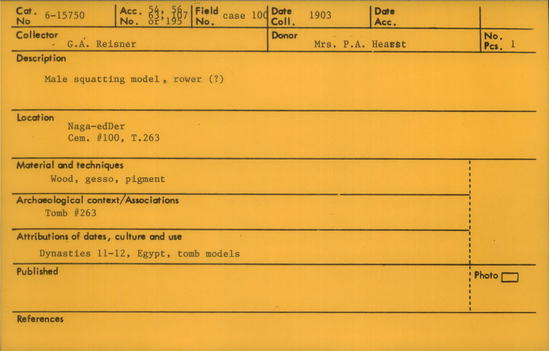 Cat. No 6-15750 Acc. No. 54, 56, 63, 107 or 195 Field No. case 100 Date Coll. 1903 Date Acc.
Collector G.A. Reisner Donor Mrs. P.A. Hearst No. Pcs. 1
Description
Male squatting model, rower (?)
Location
Naga-edDer
Cem. #100, T.263
Material and techniques
Wood, gesso, pigment
Archaeological context/Associations
Tomb #263
Attributions of dates, culture and use
Dynasties 11-12, Egypt, tomb models
Published Photo
References